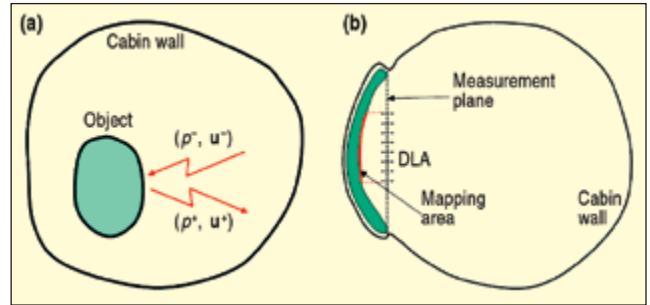 (a)
Cabin wall
Object
(p⁻, u⁻)
(p⁺, u⁺)
(b)
Measurement
plane
DLA
Mapping
area
Cabin
wall